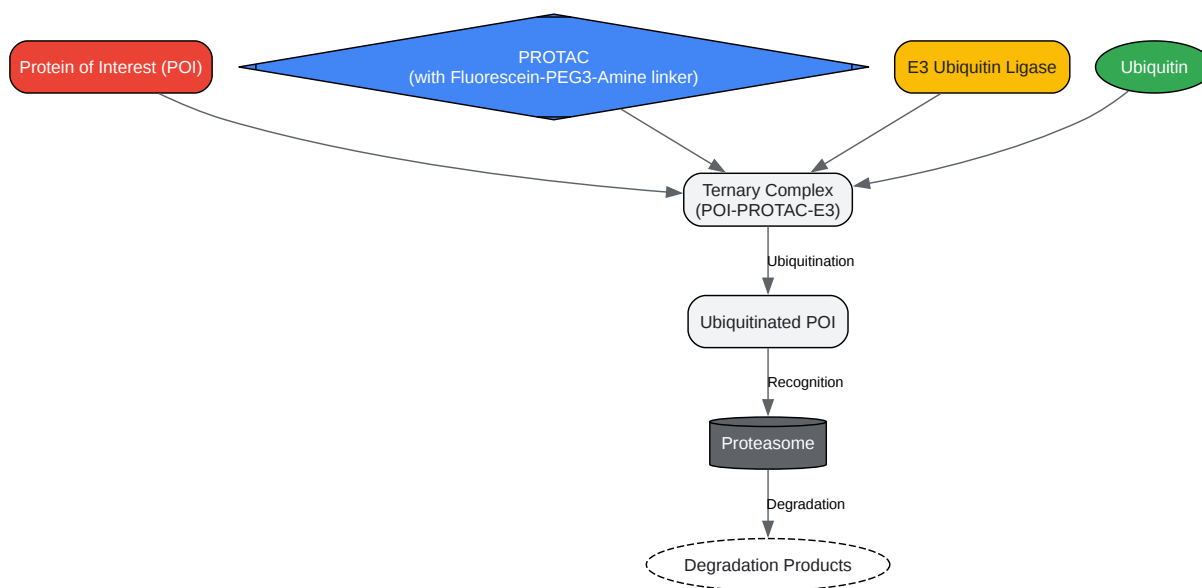 Protein of Interest (POI)
PROTAC
(with Fluorescein-PEG3-Amine linker)
E3 Ubiquitin Ligase
Ubiquitin
Ternary Complex
(POI-PROTAC-E3)
Ubiquitination
Ubiquitinated POI
Recognition
Proteasome
Degradation
Degradation Products